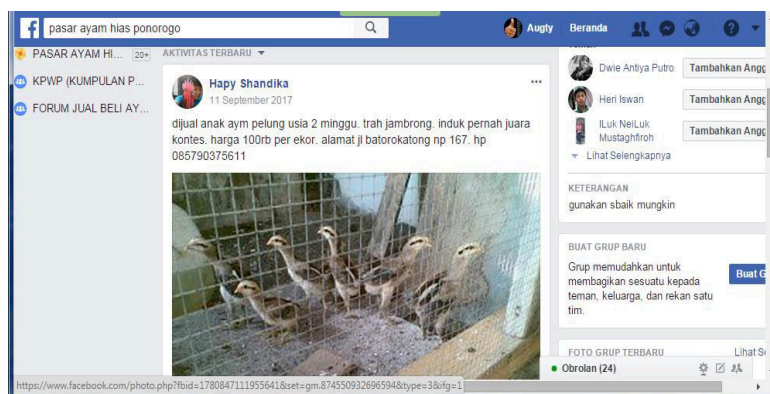 pasar ayam hias ponorogo
Augty
Beranda
PASAR AYAM HI... 20+
KPWP (KUMPULAN P...
FORUM JUAL BELI AY...
AKTIVITAS TERBARU
Hapy Shandika
11 September 2017
dijual anak aym pelung usia 2 minggu. trah jambrong. induk pernah juara
kontes. harga 100rb per ekor. alamat jl batorokatong np 167. hp
085790375611
Dwie Antiya Putro
Tambahkan Angg
Heri Iswan
Tambahkan Angg
ILuk NeiLuk
Mustaghfiroh
Tambahkan Angg
Lihat Selengkapnya
KETERANGAN
gunakan sbaik mungkin
BUAT GRUP BARU
Grup memudahkan untuk
membagikan sesuatu kepada
teman, keluarga, dan rekan satu
tim.
Buat G
FOTO GRUP TERBARU
Lihat Se
Obrolan (24)
https://www.facebook.com/photo.php?fbid=1780847111955641&set=gm.874550932696594&type=3&ifg=1